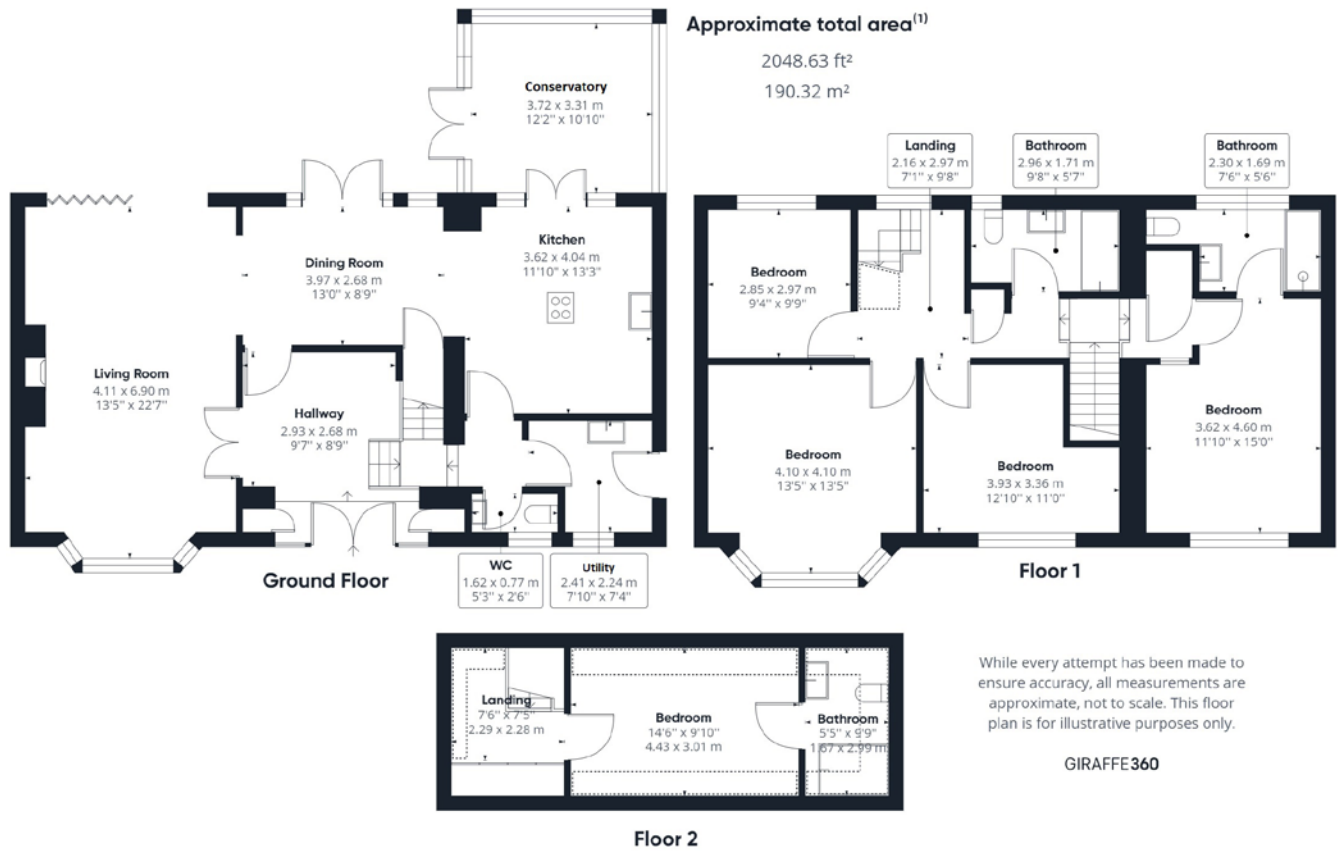 Approximate total area(1)
2048.63 ft²
190.32 m²
Conservatory
3.72 x 3.31 m
12'2" x 10'10"
Kitchen
3.62 x 4.04 m
11'10" x 13'3"
Dining Room
3.97 x 2.68 m
13'0" x 8'9"
Living Room
4.11 x 6.90 m
13'5" x 22'7"
Hallway
2.93 x 2.68 m
9'7" x 8'9"
WC
1.62 x 0.77 m
5'3" x 2'6"
Utility
2.41 x 2.24 m
7'10" x 7'4"
Ground Floor
Landing
2.16 x 2.97 m
7'1" x 9'8"
Bathroom
2.96 x 1.71 m
9'8" x 5'7"
Bathroom
2.30 x 1.69 m
7'6" x 5'6"
Bedroom
2.85 x 2.97 m
9'4" x 9'9"
Bedroom
4.10 x 4.10 m
13'5" x 13'5"
Bedroom
3.93 x 3.36 m
12'10" x 11'0"
Bedroom
3.62 x 4.60 m
11'10" x 15'0"
Floor 1
Landing
7'6" x 7'5"
2.29 x 2.28 m
Bedroom
14'6" x 9'10"
4.43 x 3.01 m
Bathroom
5'5" x 9'9"
1.67 x 2.99 m
Floor 2
While every attempt has been made to
ensure accuracy, all measurements are
approximate, not to scale. This floor
plan is for illustrative purposes only.
GIRAFFE360